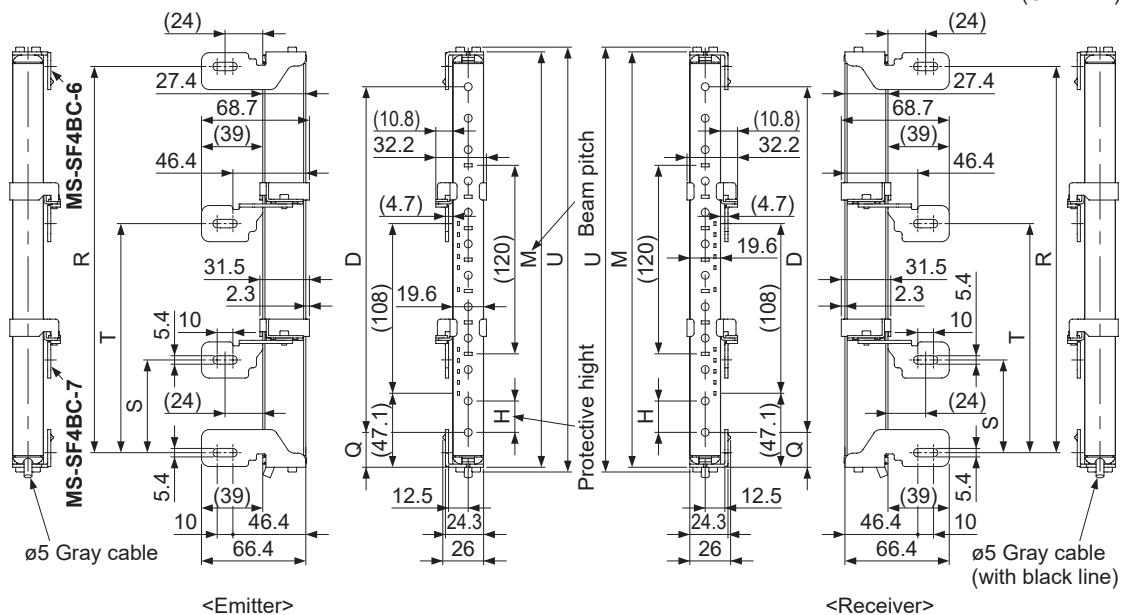 (24)
27.4
68.7
(39)
46.4
MS-SF4BC-6
R
T
S
31.5
2.3
10
5.4
(24)
MS-SF4BC-7
5.4
(39)
10
46.4
66.4
ø5 Gray cable
<Emitter>
(10.8)
32.2
(4.7)
D
(120)
M
U
Beam pitch
19.6
(108)
Protective hight
H
(47.1)
Q
12.5
24.3
26
U
M
(10.8)
32.2
(4.7)
(120)
19.6
D
(108)
H
(47.1)
Q
12.5
24.3
26
(24)
27.4
68.7
(39)
46.4
31.5
2.3
5.4
10
R
T
(24)
S
5.4
(39)
46.4
10
66.4
ø5 Gray cable
(with black line)
<Receiver>